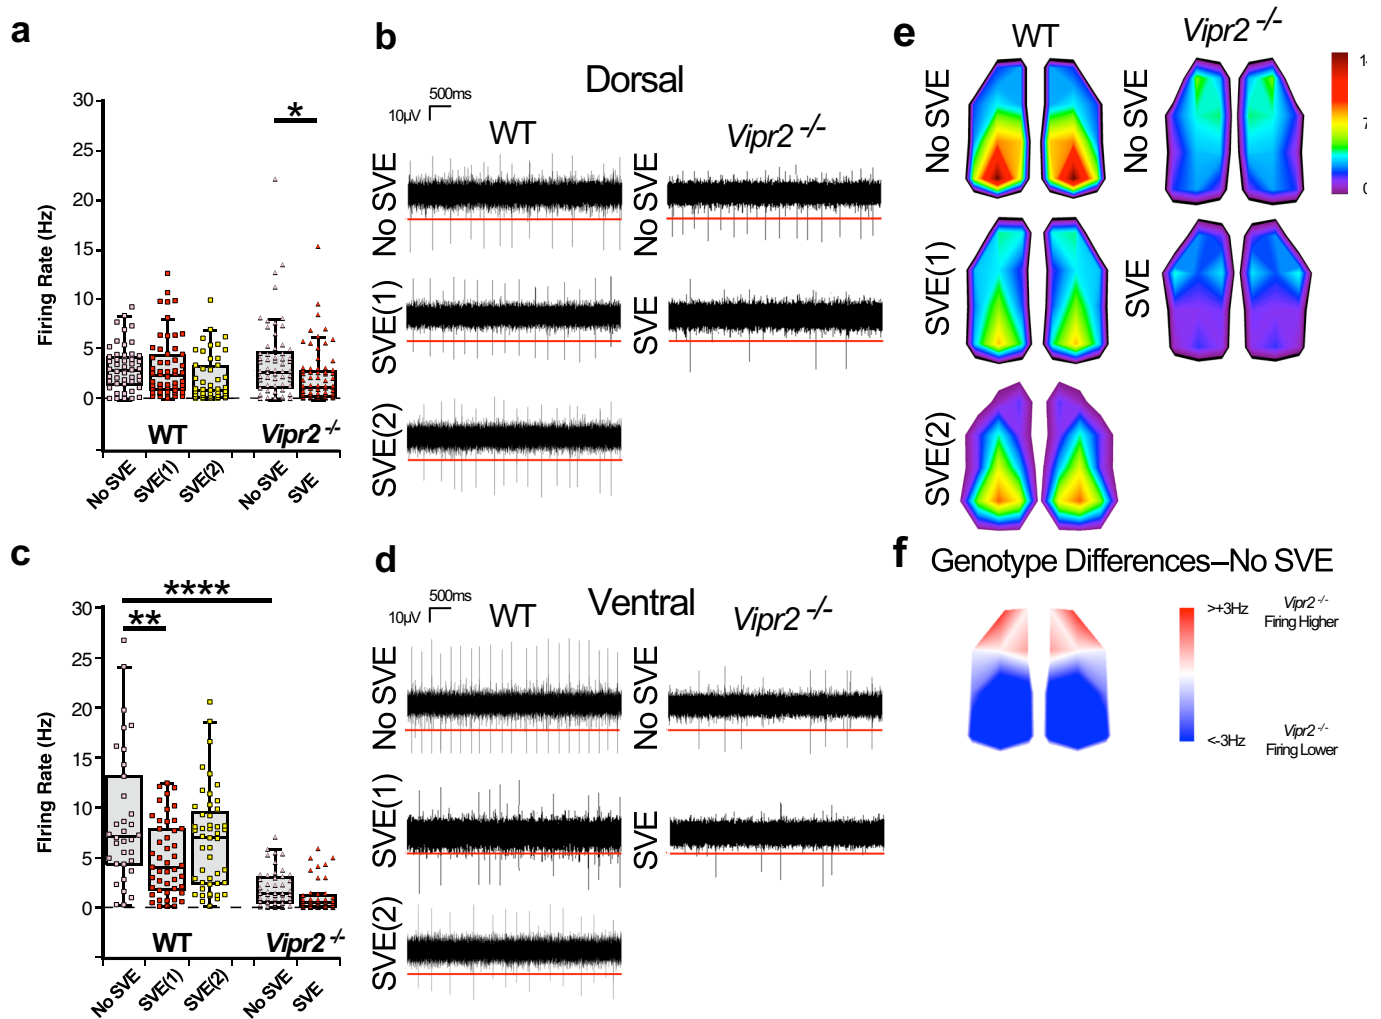 a
30
25
20
15
10
5
0
Firing Rate (Hz)
*
WT
Vipr2 -/-
No SVE
SVE(1)
SVE(2)
No SVE
SVE
b
Dorsal
500ms
10µV
WT
Vipr2 -/-
No SVE
No SVE
SVE(1)
SVE
SVE(2)
e
WT
Vipr2 -/-
No SVE
No SVE
7
SVE(1)
SVE
SVE(2)
c
****
**
30
25
20
15
10
5
0
FIring Rate (Hz)
WT
Vipr2 -/-
No SVE
SVE(1)
SVE(2)
No SVE
SVE
d
Ventral
500ms
10µV
WT
Vipr2 -/-
No SVE
No SVE
SVE(1)
SVE
SVE(2)
f
Genotype Differences–No SVE
>+3Hz
Vipr2 -/-
Firing Higher
<-3Hz
Vipr2 -/-
Firing Lower